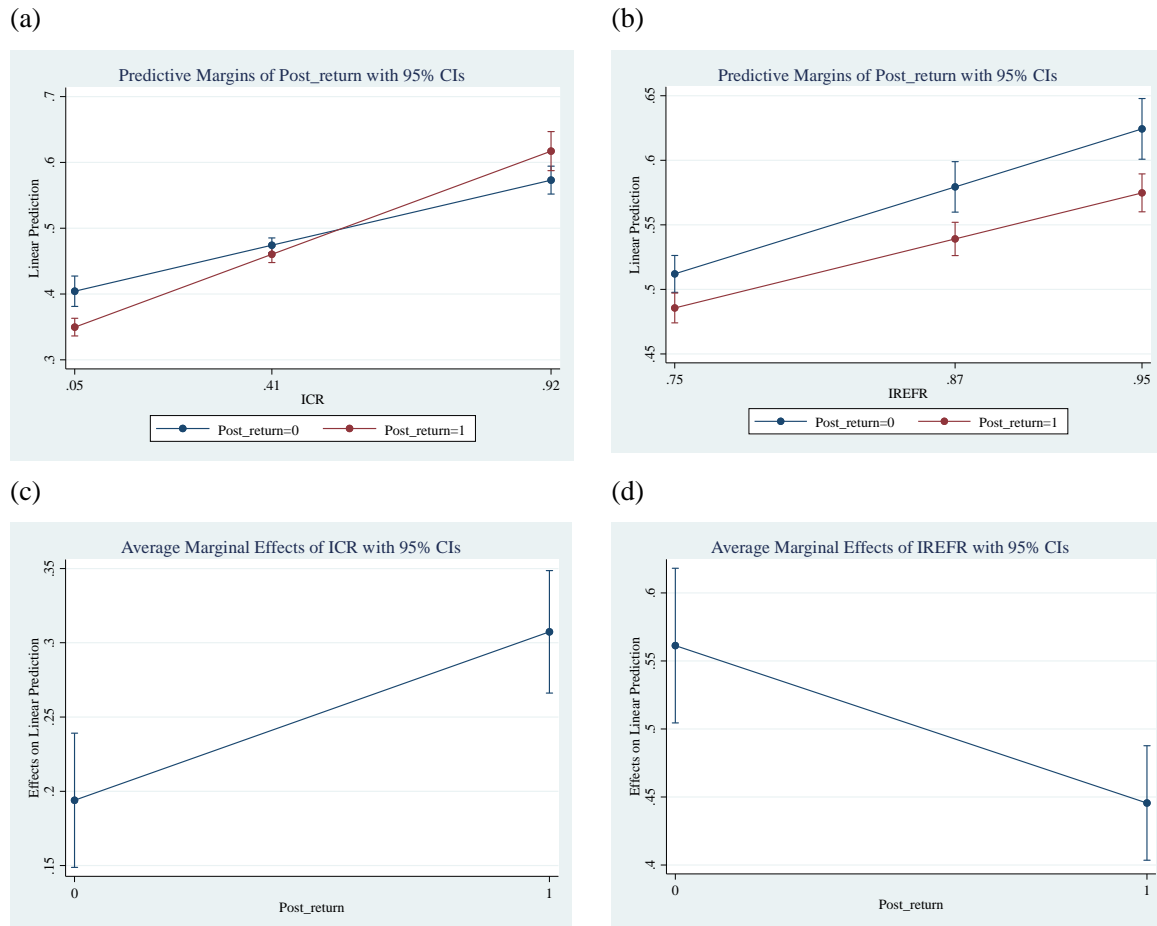 (a)
Predictive Margins of Post_return with 95% CIs
Linear Prediction
.7
.6
.5
.4
.3
.05 .41 .92
ICR
Post_return=0 Post_return=1
(b)
Predictive Margins of Post_return with 95% CIs
Linear Prediction
.65
.6
.55
.5
.45
.75 .87 .95
IREFR
Post_return=0 Post_return=1
(c)
Average Marginal Effects of ICR with 95% CIs
Effects on Linear Prediction
.35
.3
.25
.2
.15
0 1
Post_return
(d)
Average Marginal Effects of IREFR with 95% CIs
Effects on Linear Prediction
.6
.55
.5
.45
.4
0 1
Post_return